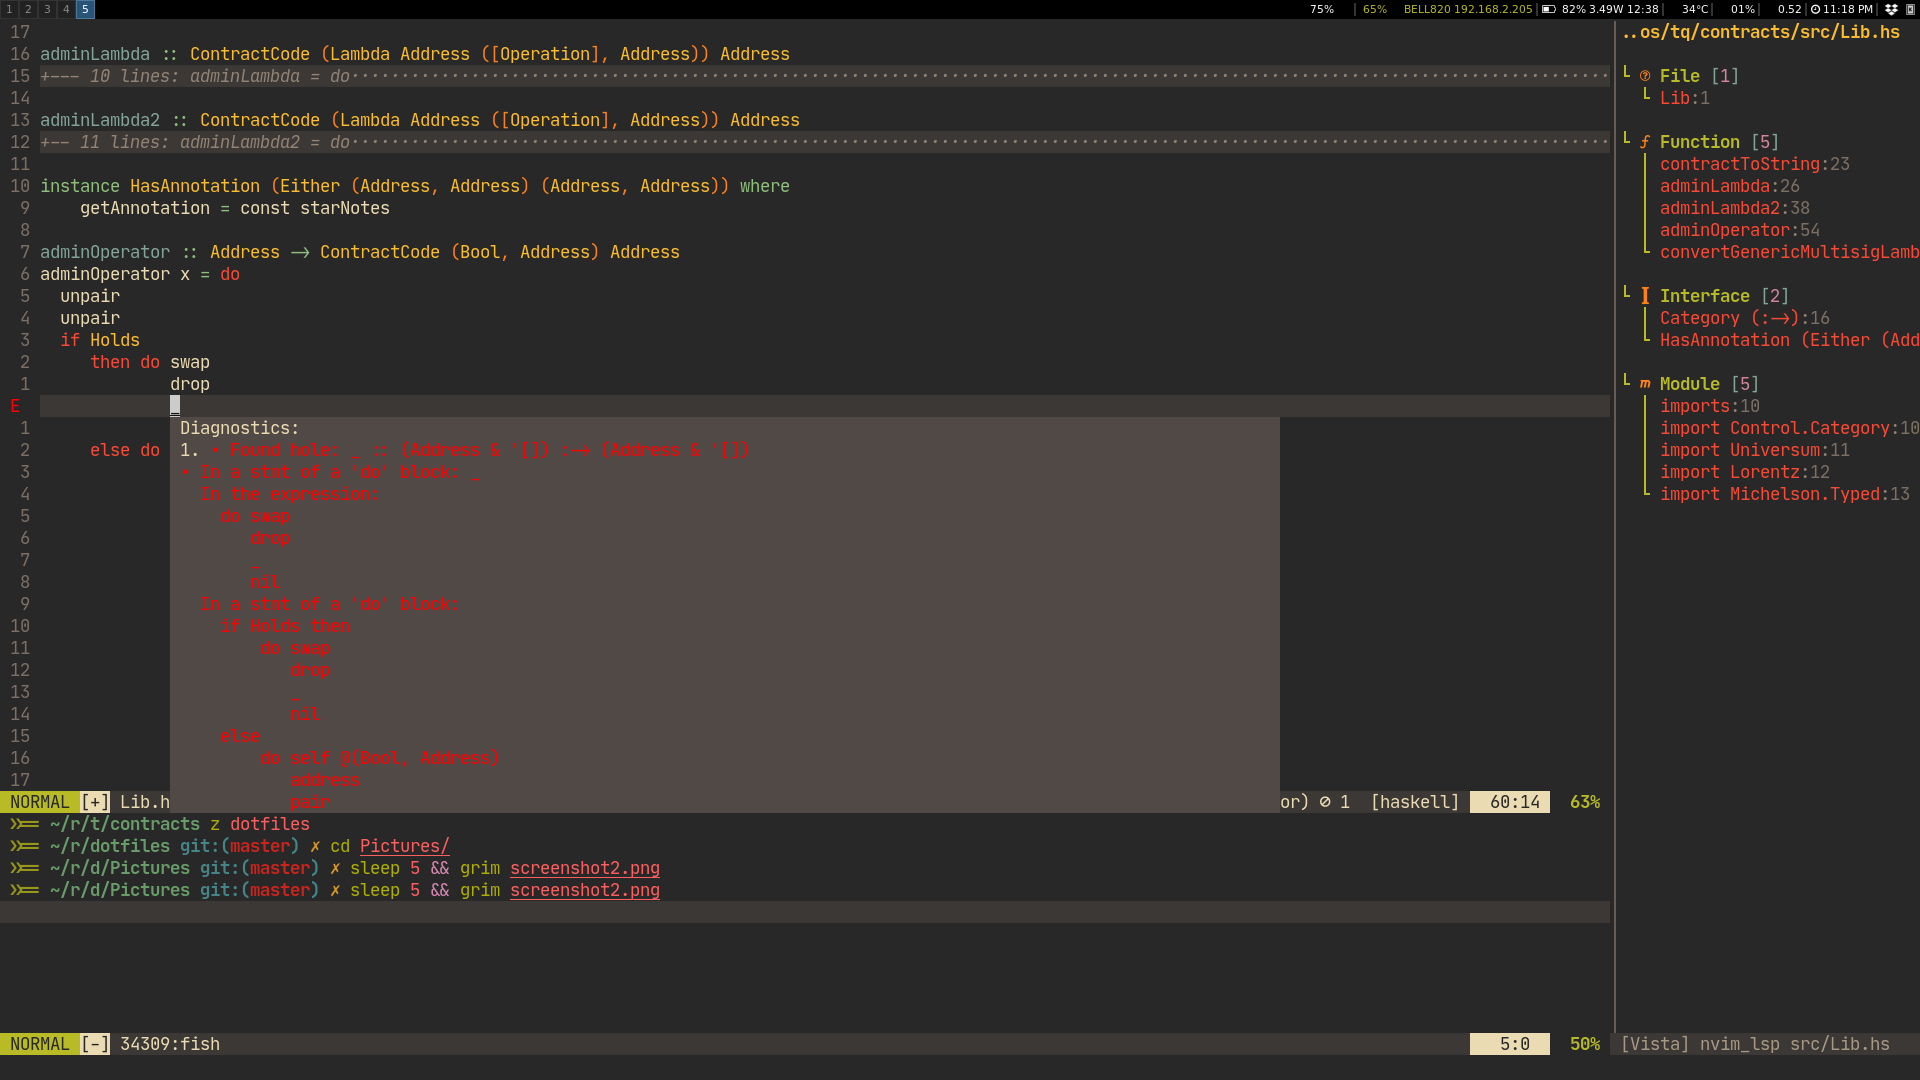 1 2 3 4 5 75% | 65% BELL820 192.168.2.205 | 82% 3.49W 12:38 | 34°C | 01% | 0.52 | 11:18 PM |
17
16 adminLambda :: ContractCode (Lambda Address ([Operation], Address)) Address
15 +--- 10 lines: adminLambda = do
14
13 adminLambda2 :: ContractCode (Lambda Address ([Operation], Address)) Address
12 +-- 11 lines: adminLambda2 = do
11
10 instance HasAnnotation (Either (Address, Address) (Address, Address)) where
9 getAnnotation = const starNotes
8
7 adminOperator :: Address -> ContractCode (Bool, Address) Address
6 adminOperator x = do
5 unpair
4 unpair
3 if Holds
2 then do swap
1 drop
E _
1 Diagnostics:
2 else do 1. • Found hole: _ :: (Address & '[]) :-> (Address & '[])
3 • In a stmt of a 'do' block: _
4 In the expression:
5 do swap
6 drop
7 _
8 nil
9 In a stmt of a 'do' block:
10 if Holds then
11 do swap
12 drop
13 _
14 nil
15 else
16 do self @(Bool, Address)
17 address
pair
NORMAL [+] Lib.h or) ⊘ 1 [haskell] 60:14 63%
~/r/t/contracts z dotfiles
~/r/dotfiles git:(master) ✗ cd Pictures/
~/r/d/Pictures git:(master) ✗ sleep 5 && grim screenshot2.png
~/r/d/Pictures git:(master) ✗ sleep 5 && grim screenshot2.png
NORMAL [-] 34309:fish 5:0 50%
..os/tq/contracts/src/Lib.hs
File [1]
Lib:1
Function [5]
contractToString:23
adminLambda:26
adminLambda2:38
adminOperator:54
convertGenericMultisigLamb
Interface [2]
Category (:->):16
HasAnnotation (Either (Add
Module [5]
imports:10
import Control.Category:10
import Universum:11
import Lorentz:12
import Michelson.Typed:13
[Vista] nvim_lsp src/Lib.hs